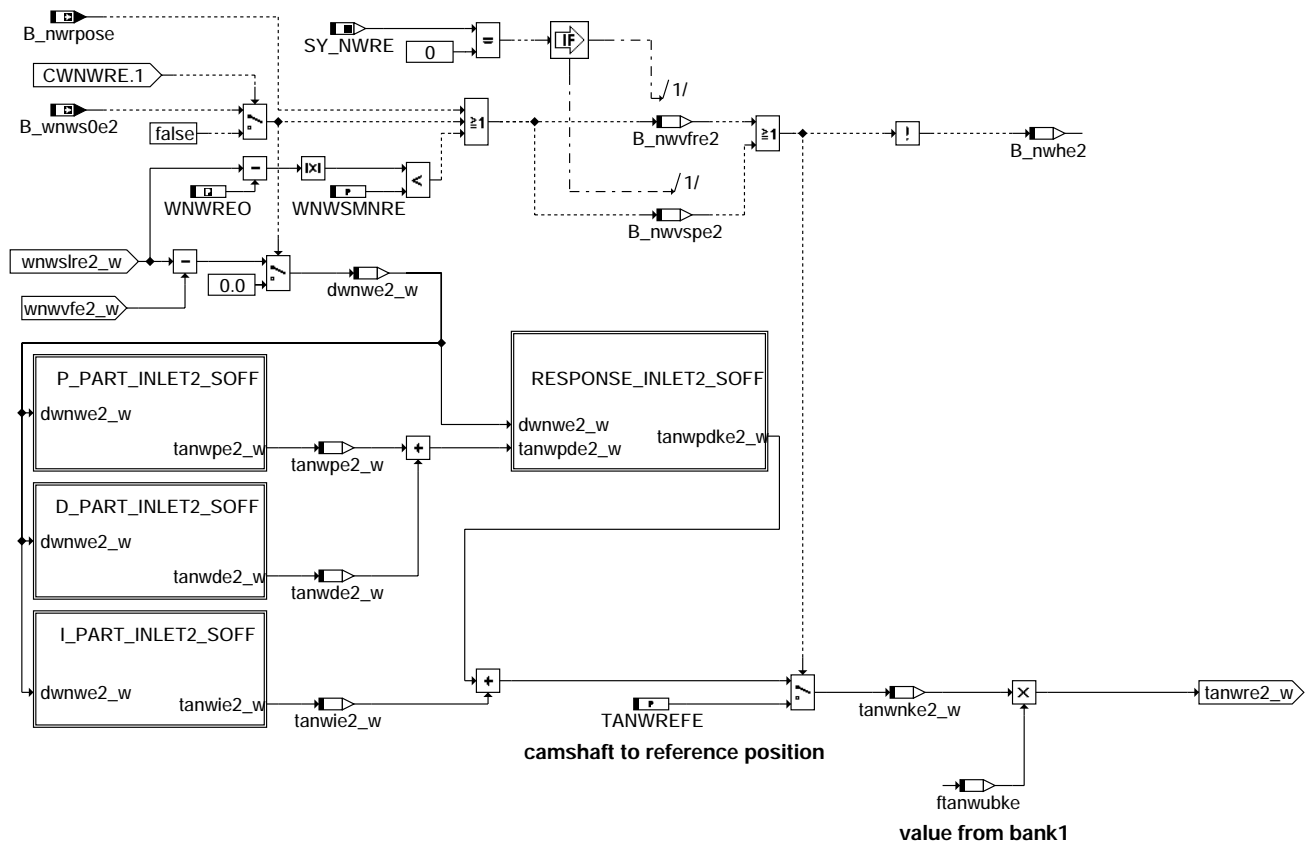 B_nwrpose
SY_NWRE
0
=
IF
CWNWRE.1
/1/
B_wnws0e2
false
≥1
B_nwvfre2
≥1
!
B_nwhe2
-
|X|
<
WNWREO
P
WNWSMNRE
/1/
B_nwvspe2
wnwslre2_w
-
0.0
dwnwe2_w
wnwvfe2_w
P_PART_INLET2_SOFF
dwnwe2_w
tanwpe2_w
tanwpe2_w
+
RESPONSE_INLET2_SOFF
dwnwe2_w
tanwpde2_w
tanwpdke2_w
D_PART_INLET2_SOFF
dwnwe2_w
tanwde2_w
tanwde2_w
I_PART_INLET2_SOFF
dwnwe2_w
tanwie2_w
tanwie2_w
+
P
TANWREFE
camshaft to reference position
tanwnke2_w
×
tanwre2_w
ftanwubke
value from bank1